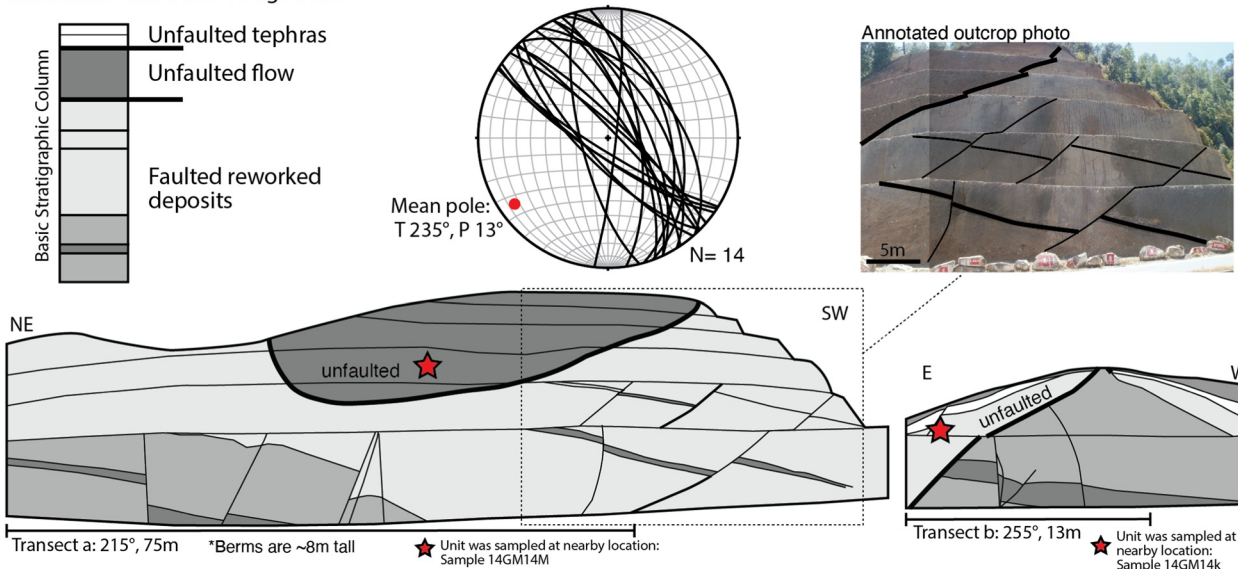 Basic Stratigraphic Column
Unfaulted tephras
Unfaulted flow
Faulted reworked
deposits
Mean pole:
T 235°, P 13°
N= 14
Annotated outcrop photo
5m
NE
SW
unfaulted
Transect a: 215°, 75m
*Berms are ~8m tall
Unit was sampled at nearby location:
Sample 14GM14M
E
W
unfaulted
Transect b: 255°, 13m
Unit was sampled at
nearby location:
Sample 14GM14k